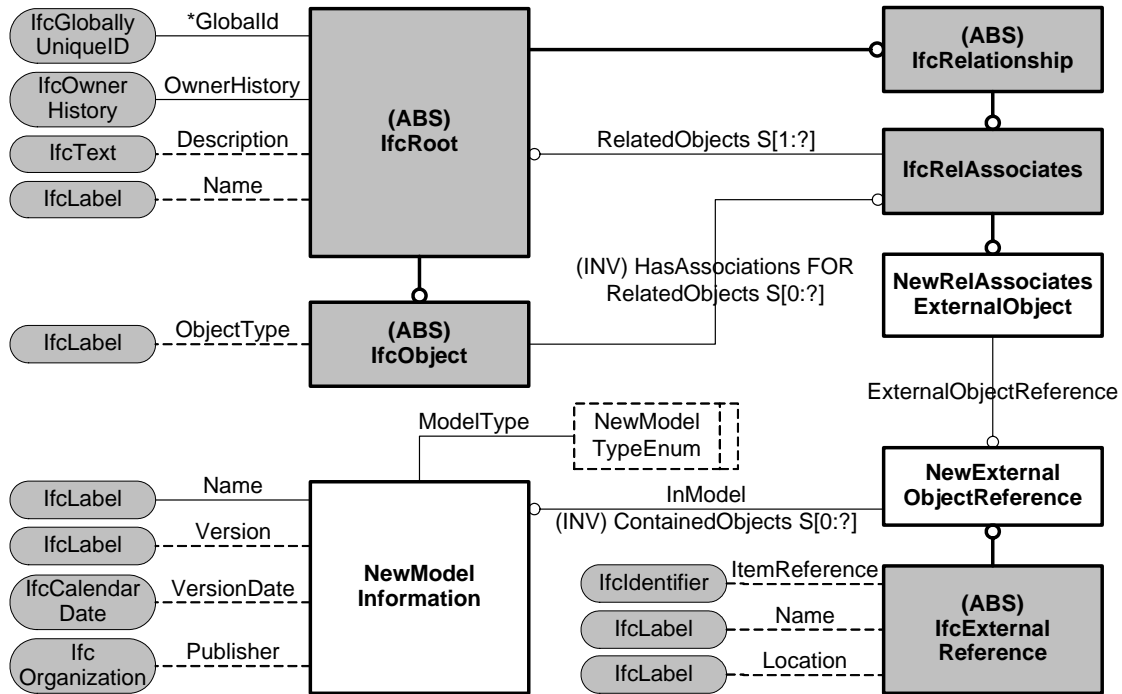 IfcGlobally
UniqueID
*GlobalId
IfcOwner
History
OwnerHistory
IfcText
Description
IfcLabel
Name
(ABS)
IfcRoot
(ABS)
IfcRelationship
RelatedObjects S[1:?]
IfcRelAssociates
(INV) HasAssociations FOR
RelatedObjects S[0:?]
NewRelAssociates
ExternalObject
IfcLabel
ObjectType
(ABS)
IfcObject
ExternalObjectReference
ModelType
NewModel
TypeEnum
IfcLabel
Name
IfcLabel
Version
IfcCalendar
Date
VersionDate
Ifc
Organization
Publisher
NewModel
Information
InModel
(INV) ContainedObjects S[0:?]
NewExternal
ObjectReference
IfcIdentifier
ItemReference
IfcLabel
Name
IfcLabel
Location
(ABS)
IfcExternal
Reference